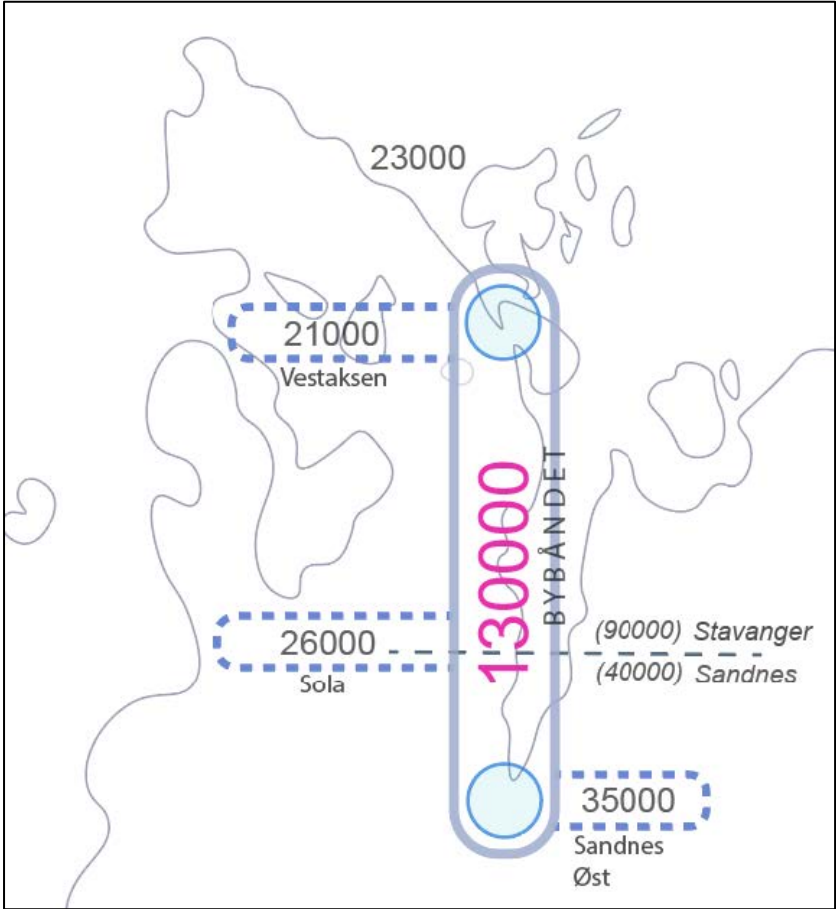 23000
21000
Vestaksen
130000
BYBÅNDET
(90000) Stavanger
26000
(40000) Sandnes
Sola
35000
Sandnes
Øst